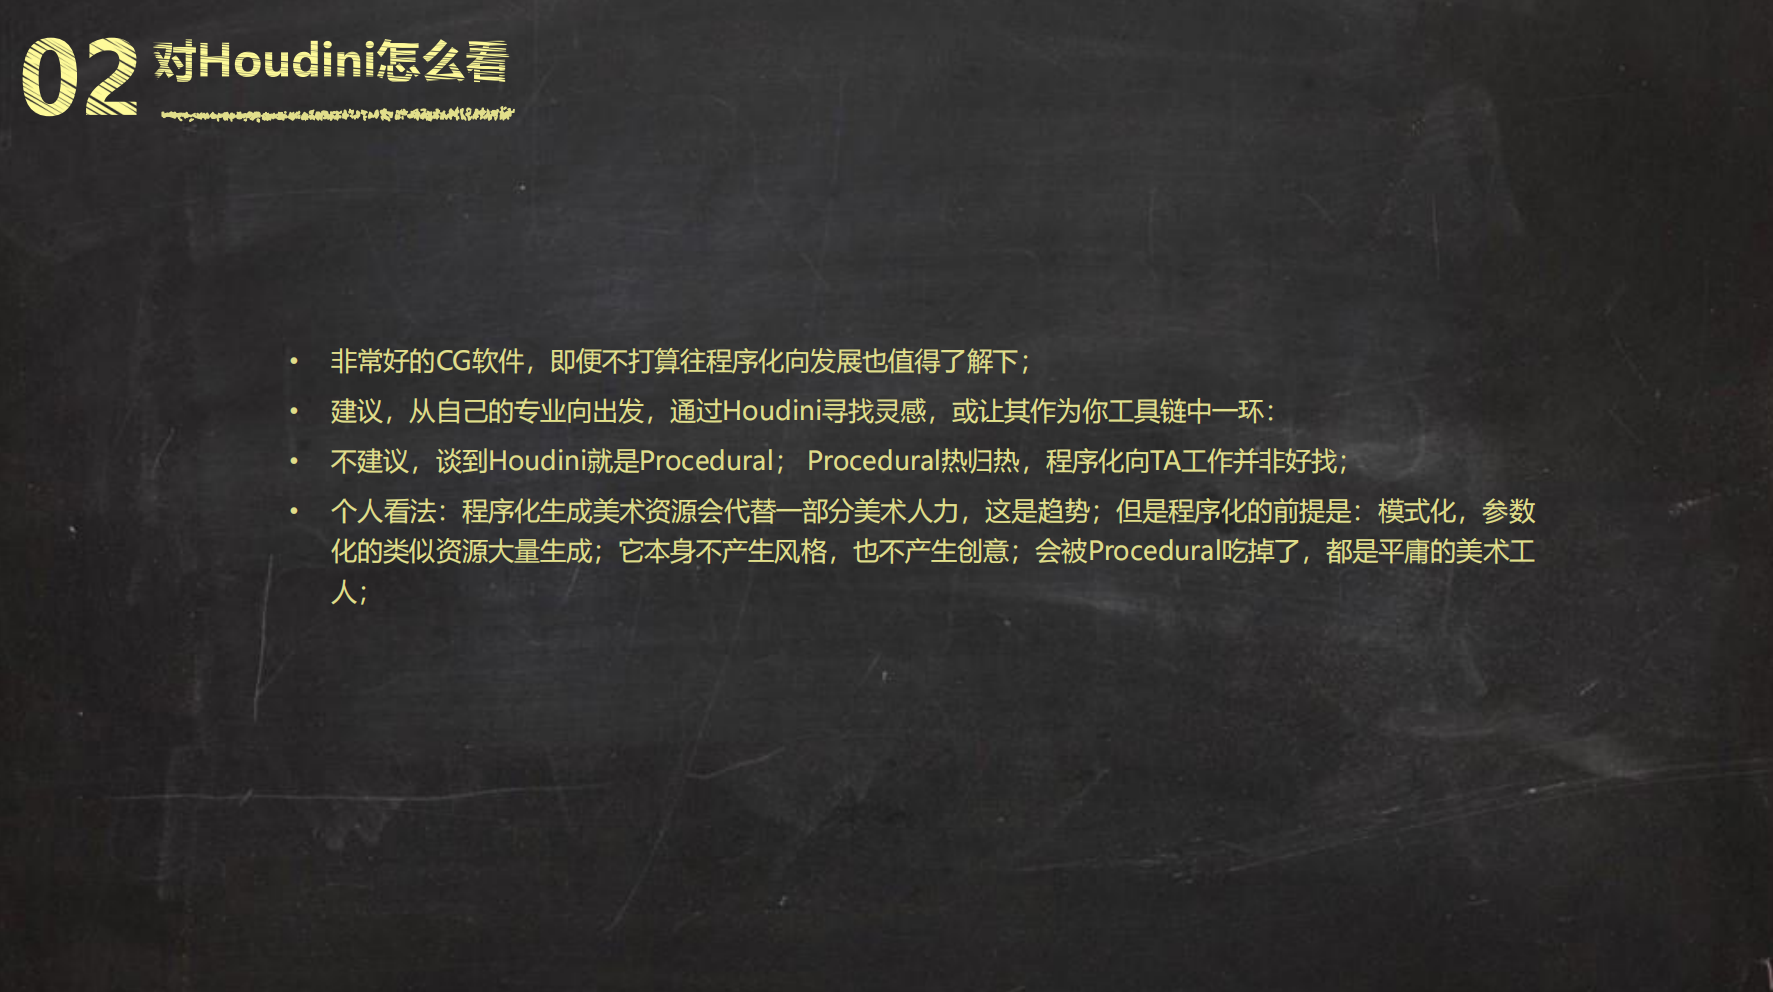 02 对Houdini怎么看
• 非常好的CG软件，即便不打算往程序化向发展也值得了解下；
• 建议，从自己的专业向出发，通过Houdini寻找灵感，或让其作为你工具链中一环：
• 不建议，谈到Houdini就是Procedural； Procedural热归热，程序化向TA工作并非好找；
• 个人看法：程序化生成美术资源会代替一部分美术人力，这是趋势；但是程序化的前提是：模式化，参数
化的类似资源大量生成；它本身不产生风格，也不产生创意；会被Procedural吃掉了，都是平庸的美术工
人；